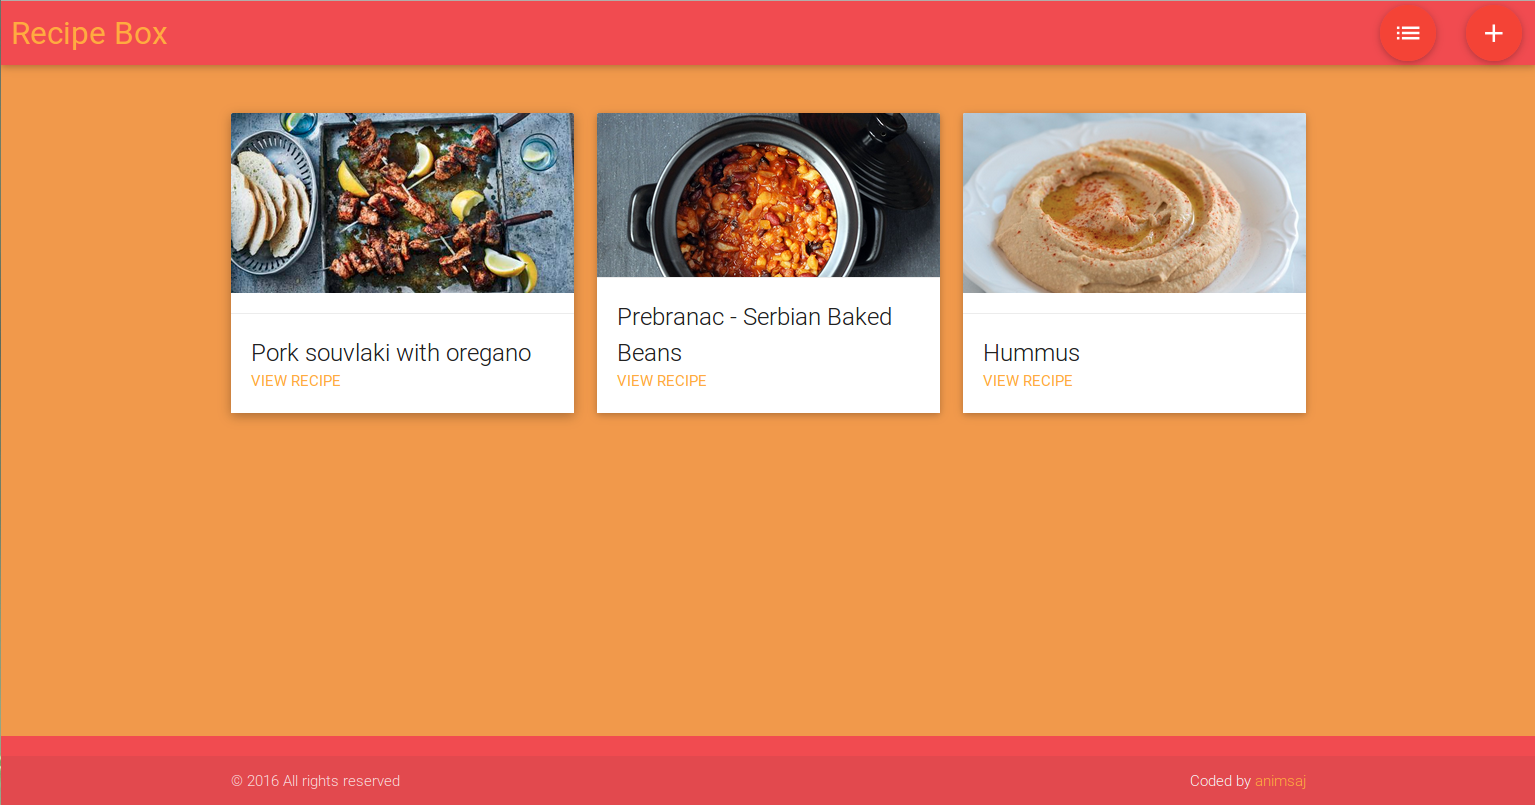 Recipe Box
Pork souvlaki with oregano
VIEW RECIPE
Prebranac - Serbian Baked
Beans
VIEW RECIPE
Hummus
VIEW RECIPE
© 2016 All rights reserved
Coded by animsaj